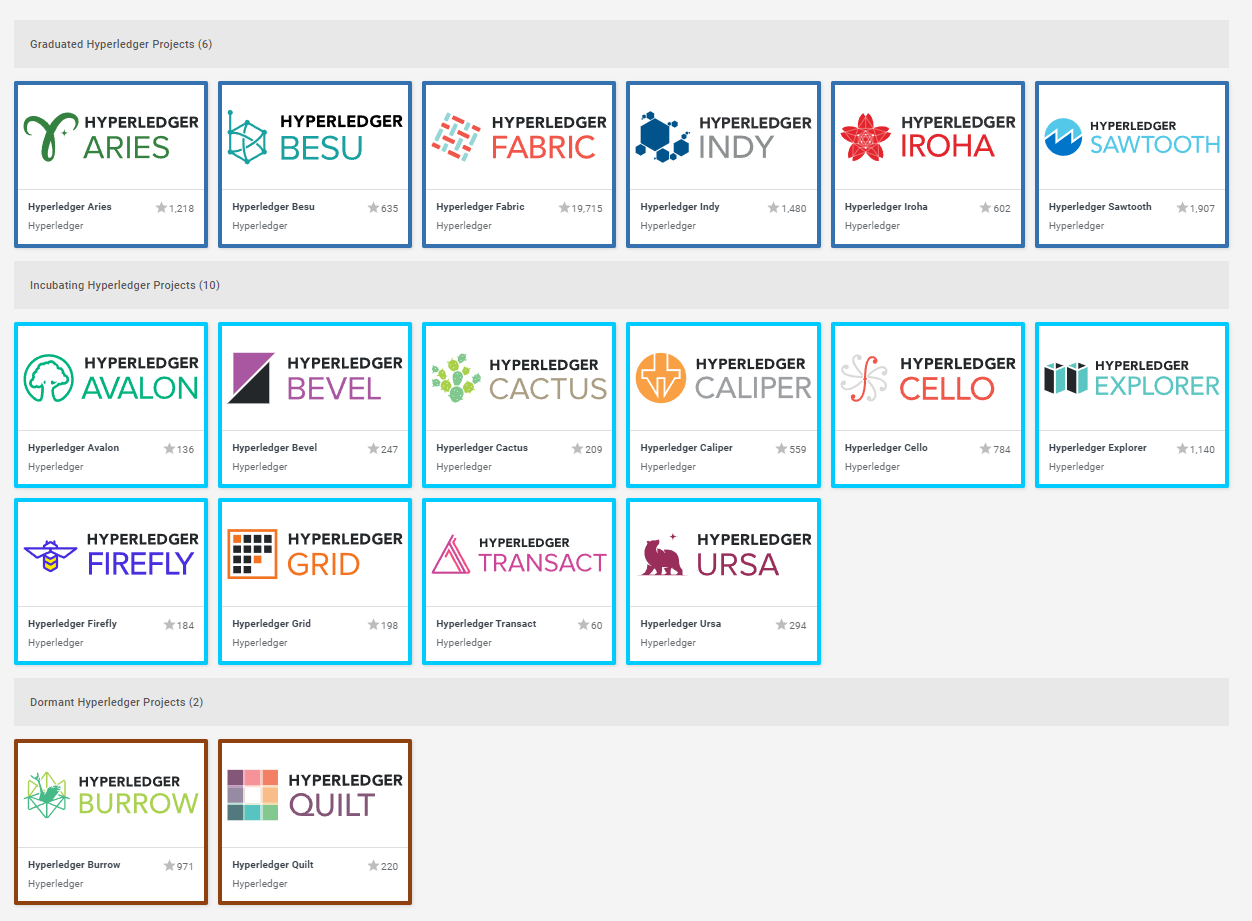 Graduated Hyperledger Projects (6)
HYPERLEDGER
ARIES
Hyperledger Aries 1,218
Hyperledger
HYPERLEDGER
BESU
Hyperledger Besu 635
Hyperledger
HYPERLEDGER
FABRIC
Hyperledger Fabric 19,715
Hyperledger
HYPERLEDGER
INDY
Hyperledger Indy 1,480
Hyperledger
HYPERLEDGER
IROHA
Hyperledger Iroha 602
Hyperledger
HYPERLEDGER
SAWTOOTH
Hyperledger Sawtooth 1,907
Hyperledger
Incubating Hyperledger Projects (10)
HYPERLEDGER
AVALON
Hyperledger Avalon 136
Hyperledger
HYPERLEDGER
BEVEL
Hyperledger Bevel 247
Hyperledger
HYPERLEDGER
CACTUS
Hyperledger Cactus 209
Hyperledger
HYPERLEDGER
CALIPER
Hyperledger Caliper 559
Hyperledger
HYPERLEDGER
CELLO
Hyperledger Cello 784
Hyperledger
HYPERLEDGER
EXPLORER
Hyperledger Explorer 1,140
Hyperledger
HYPERLEDGER
FIREFLY
Hyperledger Firefly 184
Hyperledger
HYPERLEDGER
GRID
Hyperledger Grid 198
Hyperledger
HYPERLEDGER
TRANSACT
Hyperledger Transact 60
Hyperledger
HYPERLEDGER
URSA
Hyperledger Ursa 294
Hyperledger
Dormant Hyperledger Projects (2)
HYPERLEDGER
BURROW
Hyperledger Burrow 971
Hyperledger
HYPERLEDGER
QUILT
Hyperledger Quilt 220
Hyperledger